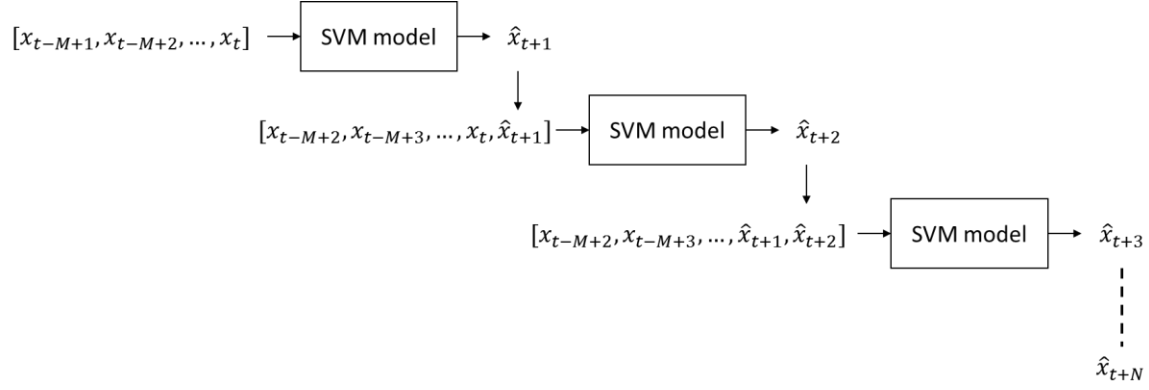 [x_{t-M+1}, x_{t-M+2}, ..., x_t] SVM model x̂_{t+1}
[x_{t-M+2}, x_{t-M+3}, ..., x_t, x̂_{t+1}] SVM model x̂_{t+2}
[x_{t-M+2}, x_{t-M+3}, ..., x̂_{t+1}, x̂_{t+2}] SVM model x̂_{t+3}
x̂_{t+N}